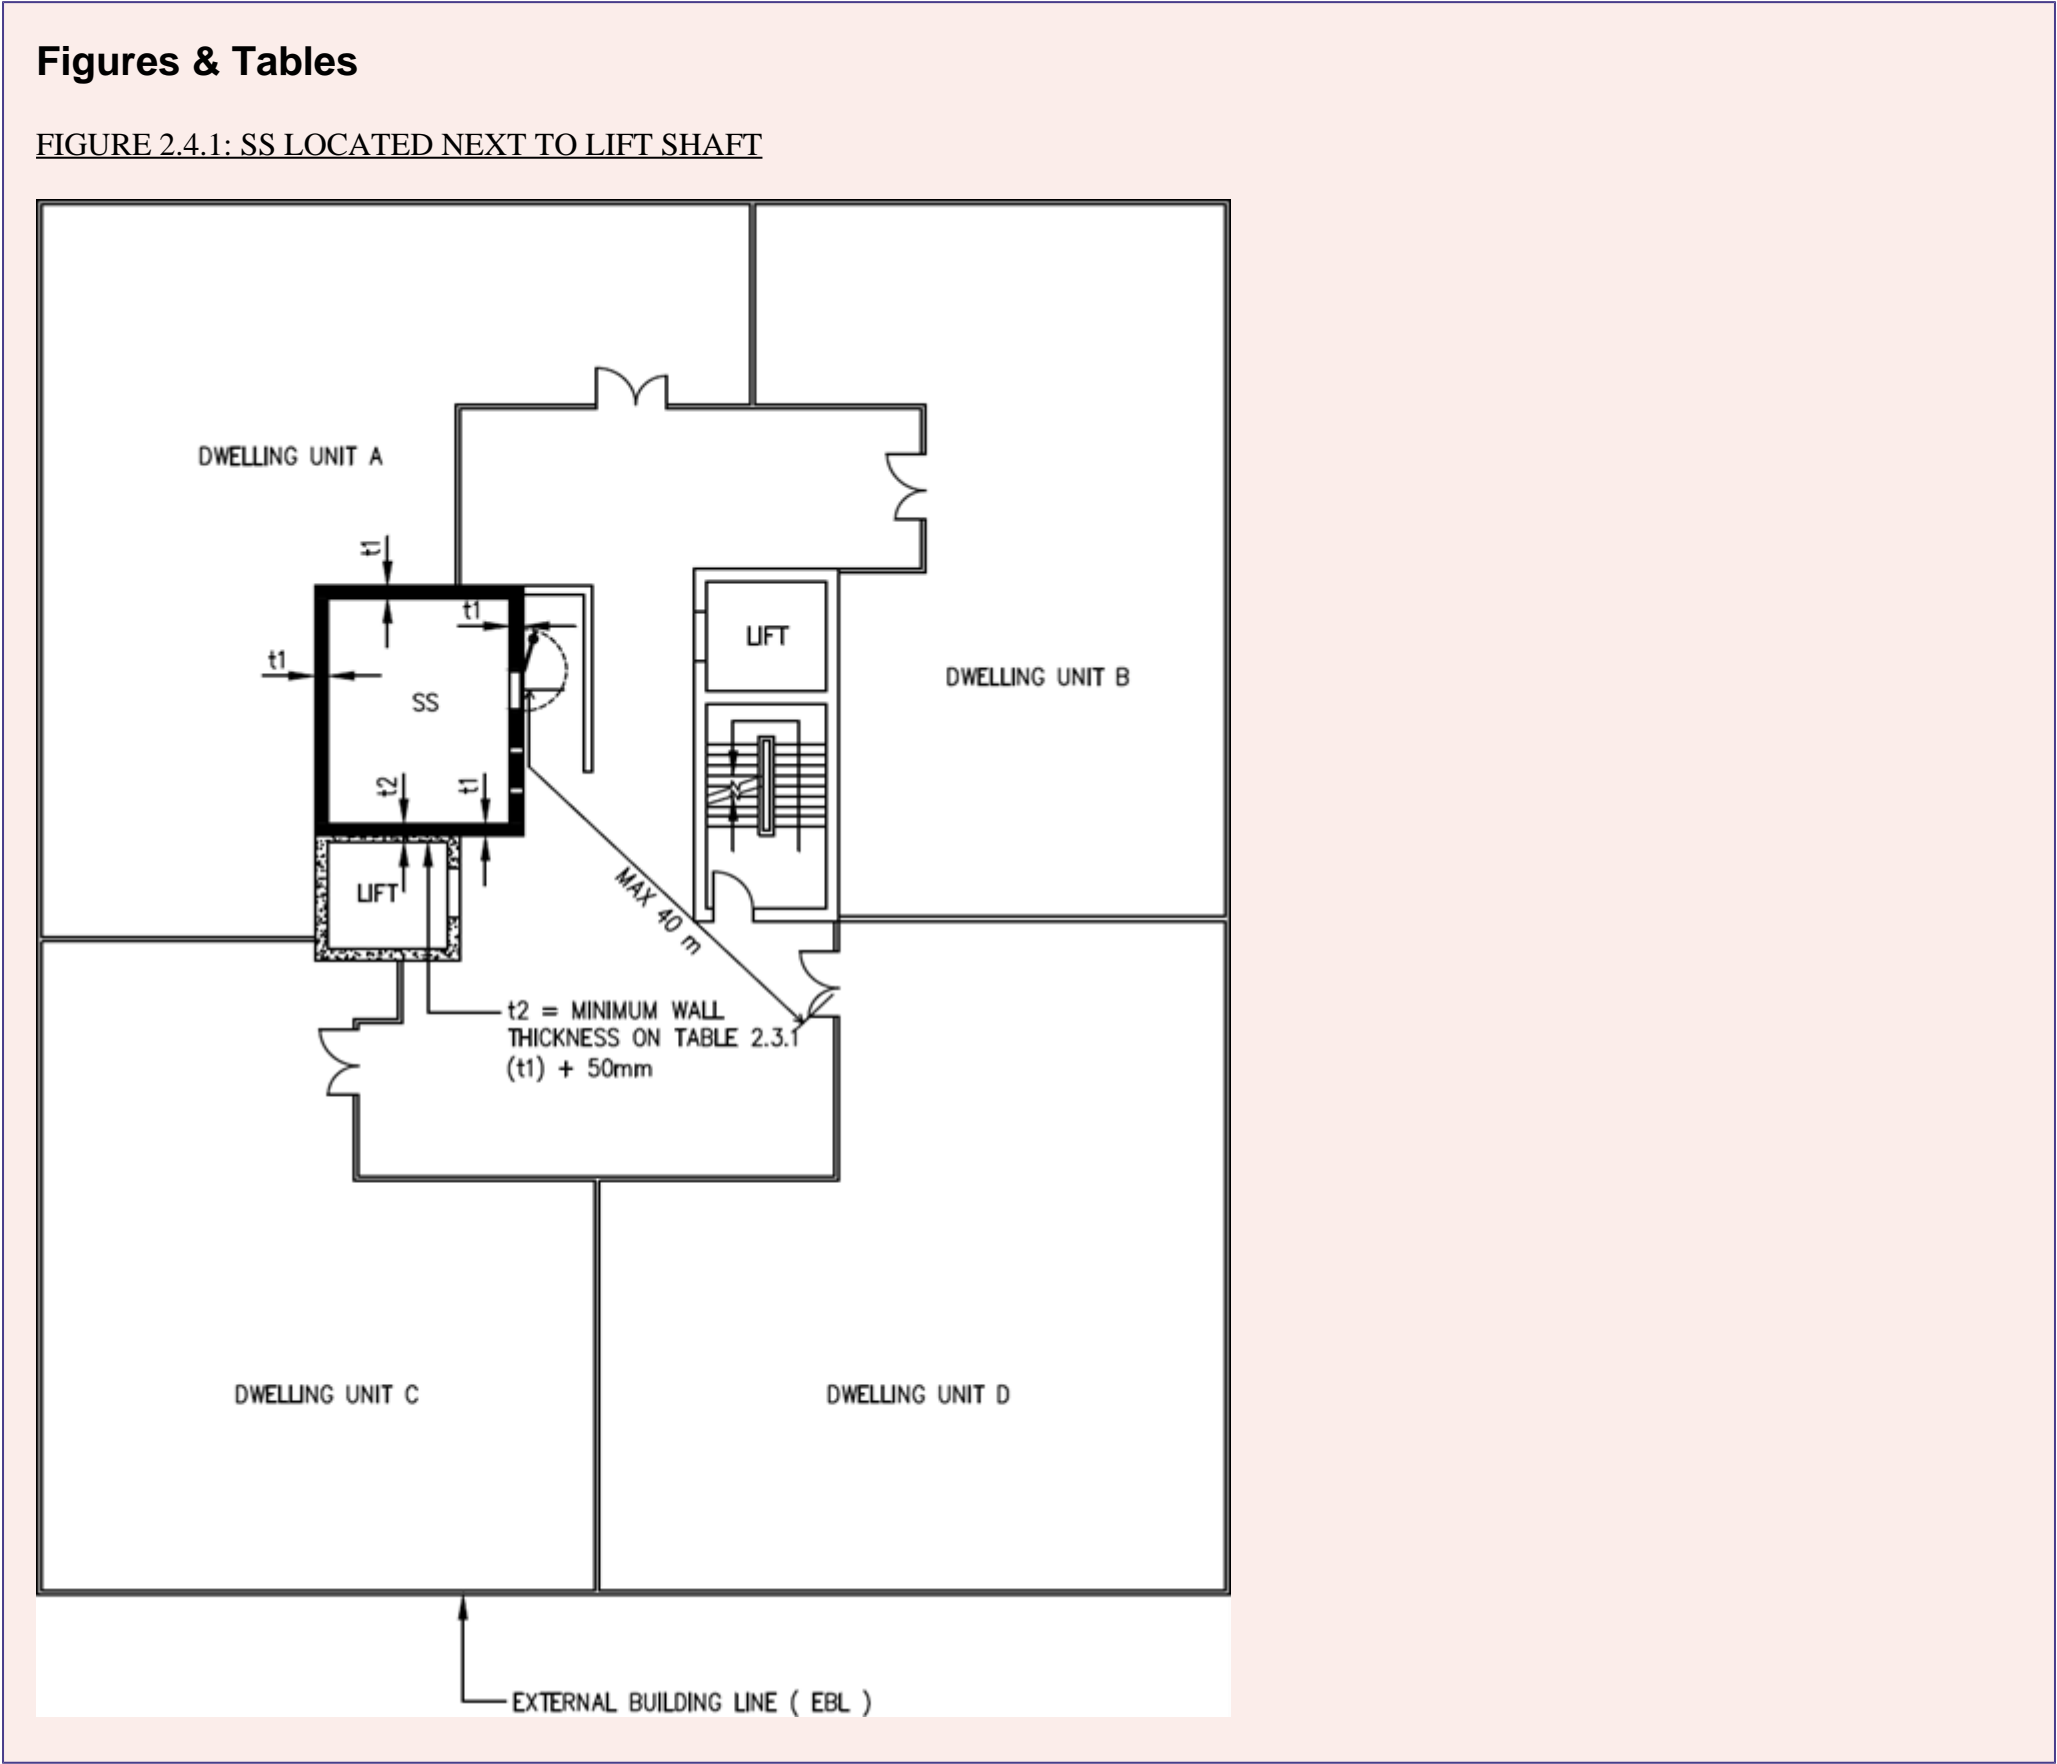 Figures & Tables
FIGURE 2.4.1: SS LOCATED NEXT TO LIFT SHAFT
DWELLING UNIT A
t1
t1
t1
SS
LIFT
DWELLING UNIT B
t2
t1
LIFT
MAX 40 m
t2 = MINIMUM WALL
THICKNESS ON TABLE 2.3.1
(t1) + 50mm
DWELLING UNIT C
DWELLING UNIT D
EXTERNAL BUILDING LINE ( EBL )